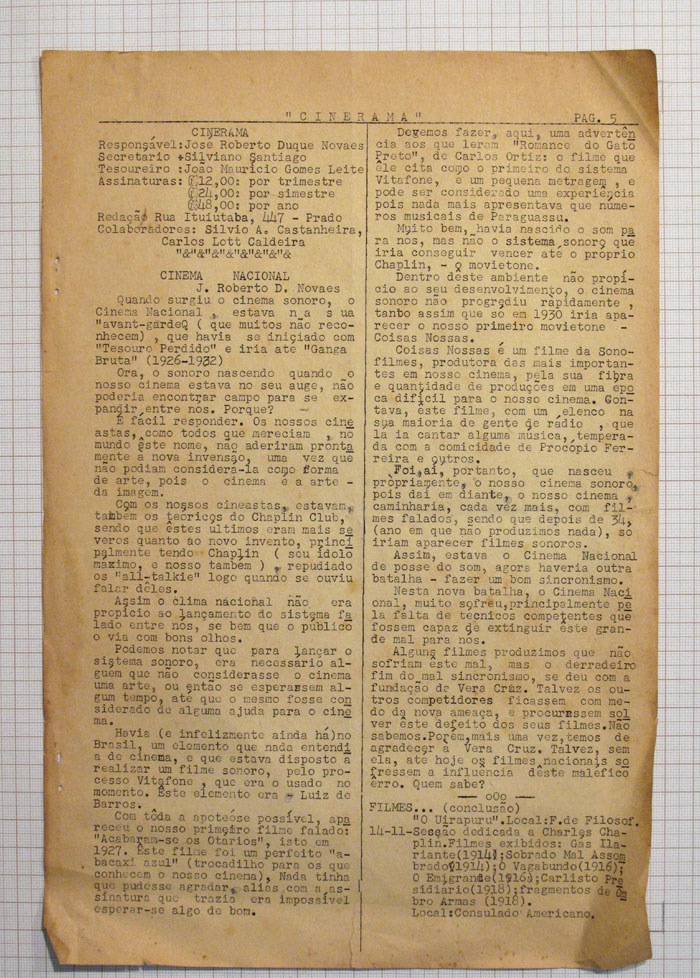 "CINERAMA" PAG. 5
CINERAMA
Responsável:Jose Roberto Duque Novaes
Secretario +Silviano Santiago
Tesoureiro :João Mauricio Gomes Leite
Assinaturas: ₢12,00: por trimestre
₢24,00: por simestre
₢48,00: por ano
Redação Rua Ituiutaba, 447 - Prado
Colaboradores: Silvio A. Castanheira,
Carlos Lott Caldeira
"&"&"&"&"&"&"&"&
CINEMA NACIONAL
J. Roberto D. Novaes
Quando surgiu o cinema sonoro, o
Cinema Nacional , estava n a s ua
"avant-gardeQ ( que muitos não reco-
nhecem) , que havia se iniciado com
"Tesouro Perdido" e iria ate "Ganga
Bruta" (1926-1932)
Ora, o sonoro nascendo quando o
nosso cinema estava no seu auge, não
poderia encontrar campo para se ex-
pandir entre nos. Porque?
É fácil responder. Os nossos cine
astas, como todos que mereciam , no
mundo este nome, nao aderiram pronta
mente a nova invensão, uma vez que
não podiam considera-la como forma
de arte, pois o cinema é a arte -
da imagem.
Com os nossos cineastas, estavam,
também os teoricos do Chaplin Club,
sendo que êstes ultimos eram mais se
veros quanto ao novo invento, princi
palmente tendo Chaplin ( seu ídolo
maximo, e nosso também ) , repudiado
os "all-talkie" logo quando se ouviu
falar dêles.
Assim o clima nacional não era
propício ao lançamento do sistema fa
lado entre nós, se bem que o público
o via com bons olhos.
Podemos notar que para lançar o
sistema sonoro, era necessario al-
guem que não considerasse o cinema
uma arte, ou então se esperassem al-
gum tempo, até que o mesmo fosse con
siderado de alguma ajuda para o cine
ma.
Havia (e infelizmente ainda há)no
Brasil, um elemento que nada entendi
a de cinema, e que estava disposto a
realizar um filme sonoro, pelo pro-
cesso Vitafone , que era o usado no
momento. Êste elemento era - Luiz de
Barros.
Com tôda a apoteóse possível, apa
receu o nosso primeiro filme falado:
"Acabaram-se os Otarios", isto em
1927. Este filme foi um perfeito "a-
bacaxi azul" (trocadilho para os que
conhecem o nosso cinema), Nada tinha
que pudesse agradar, alias com a as-
sinatura que trazia era impossivel
esperar-se algo de bom.
Devemos fazer, aqui, uma advertên
cia aos que leram "Romance do Gato
Preto", de Carlos Ortiz: o filme que
êle cita como o primeiro do sistema
Vitafone, é um pequena metragem , e
pode ser considerado uma experiência
pois nada mais apresentava que núme-
ros musicais de Paraguassu.
Muito bem, havia nascido o som pa
ra nos, mas não o sistema sonoro que
iria conseguir vencer até o próprio
Chaplin, - o movietone.
Dentro deste ambiente não propí-
cio ao seu desenvolvimento, o cinema
sonoro não progrediu rapidamente ,
tanto assim que só em 1930 iria apa-
recer o nosso primeiro movietone -
Coisas Nossas.
Coisas Nossas é um filme da Sono-
filmes, produtora das mais importan-
tes em nosso cinema, pela sua fibra
e quantidade de produções em uma epo
ca difícil para o nosso cinema. Con-
tava, este filme, com um elenco na
sua maioria de gente de radio , que
la ia cantar alguma música, tempera-
da com a comicidade de Procópio Fer-
reira e outros.
Foi,ai, portanto, que nasceu ,
propriamente, o nosso cinema sonoro,
pois daí em diante, o nosso cinema ,
caminharia, cada vez mais, com fil-
mes falados, sendo que depois de 34,
(ano em que não produzimos nada), só
iriam aparecer filmes sonoros.
Assim, estava o Cinema Nacional
de posse do som, agora haveria outra
batalha - fazer um bom sincronismo.
Nesta nova batalha, o Cinema Naci
onal, muito sofreu,principalmente pe
la falta de tecnicos competentes que
fossem capaz de extinguir êste gran-
de mal para nós.
Alguns filmes produzimos que não
sofriam êste mal, mas o derradeiro
fim do mal sincronismo, se deu com a
fundação de Vera Cruz. Talvez os ou-
tros competidores ficassem com me-
do da nova ameaça, e procurassem sol
ver êste defeito dos seus filmes.Não
sabemos.Porém,mais uma vez,temos de
agradecer à Vera Cruz. Talvez, sem
ela, ate hoje os filmes nacionais so
fressem a influencia dêste maléfico
erro. Quem sabe?
— oOo —
FILMES... (conclusão)
"O Uirapuru".Local:F.de Filosof.
14-11-Secção dedicada a Charles Cha-
plin.Filmes exibidos: Gas Ila-
riante(1914);Sobrado Mal Assom
brado(1914);O Vagabundo(1916);
O Emigrante(1916);Carlisto Pre
sidiario(1918);fragmentos de Om
bro Armas (1918).
Local:Consulado Americano.